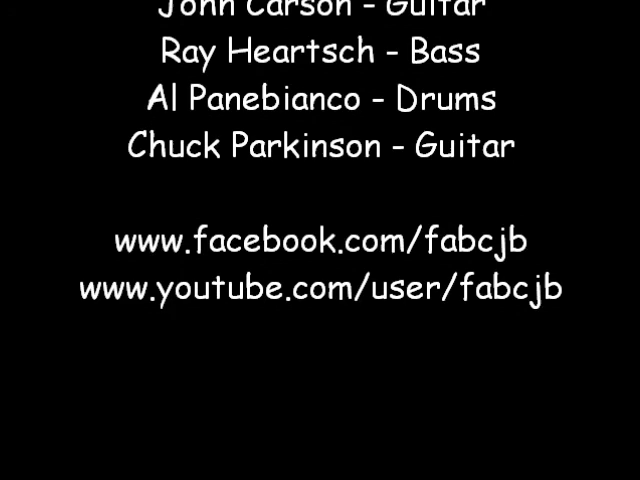 John Carson - Guitar
Ray Heartsch - Bass
Al Panebianco - Drums
Chuck Parkinson - Guitar
www.facebook.com/fabcjb
www.youtube.com/user/fabcjb